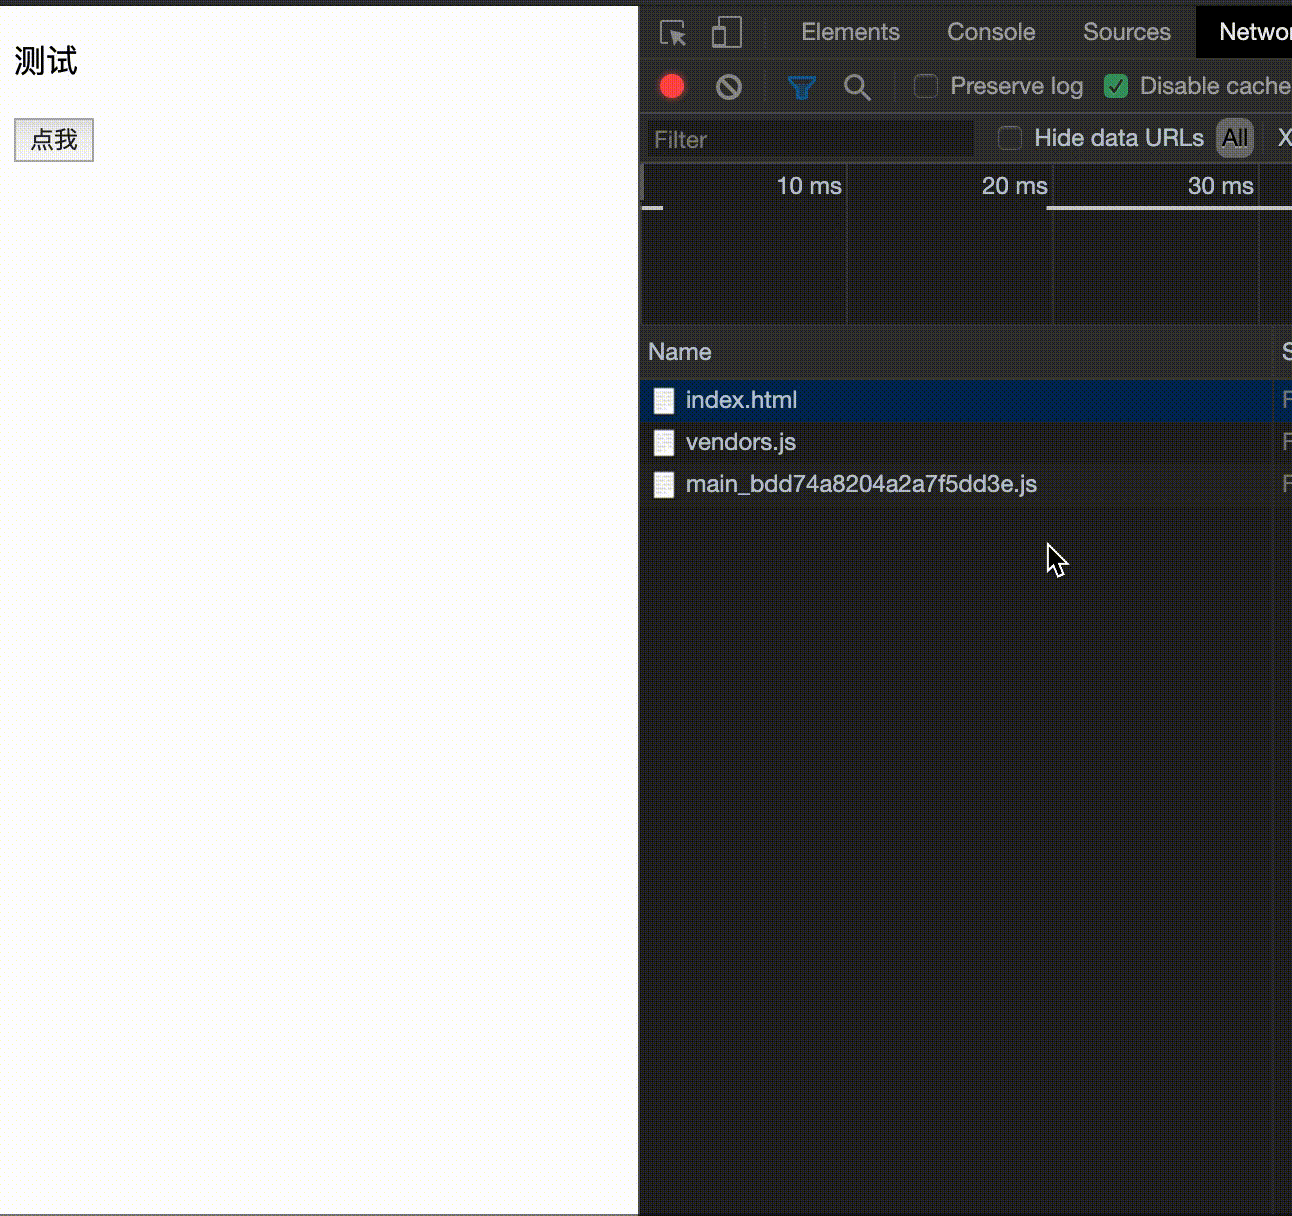 测试
点我
Elements Console Sources Networ
Preserve log Disable cache
Filter Hide data URLs All X
10 ms 20 ms 30 ms
Name S
index.html F
vendors.js F
main_bdd74a8204a2a7f5dd3e.js F